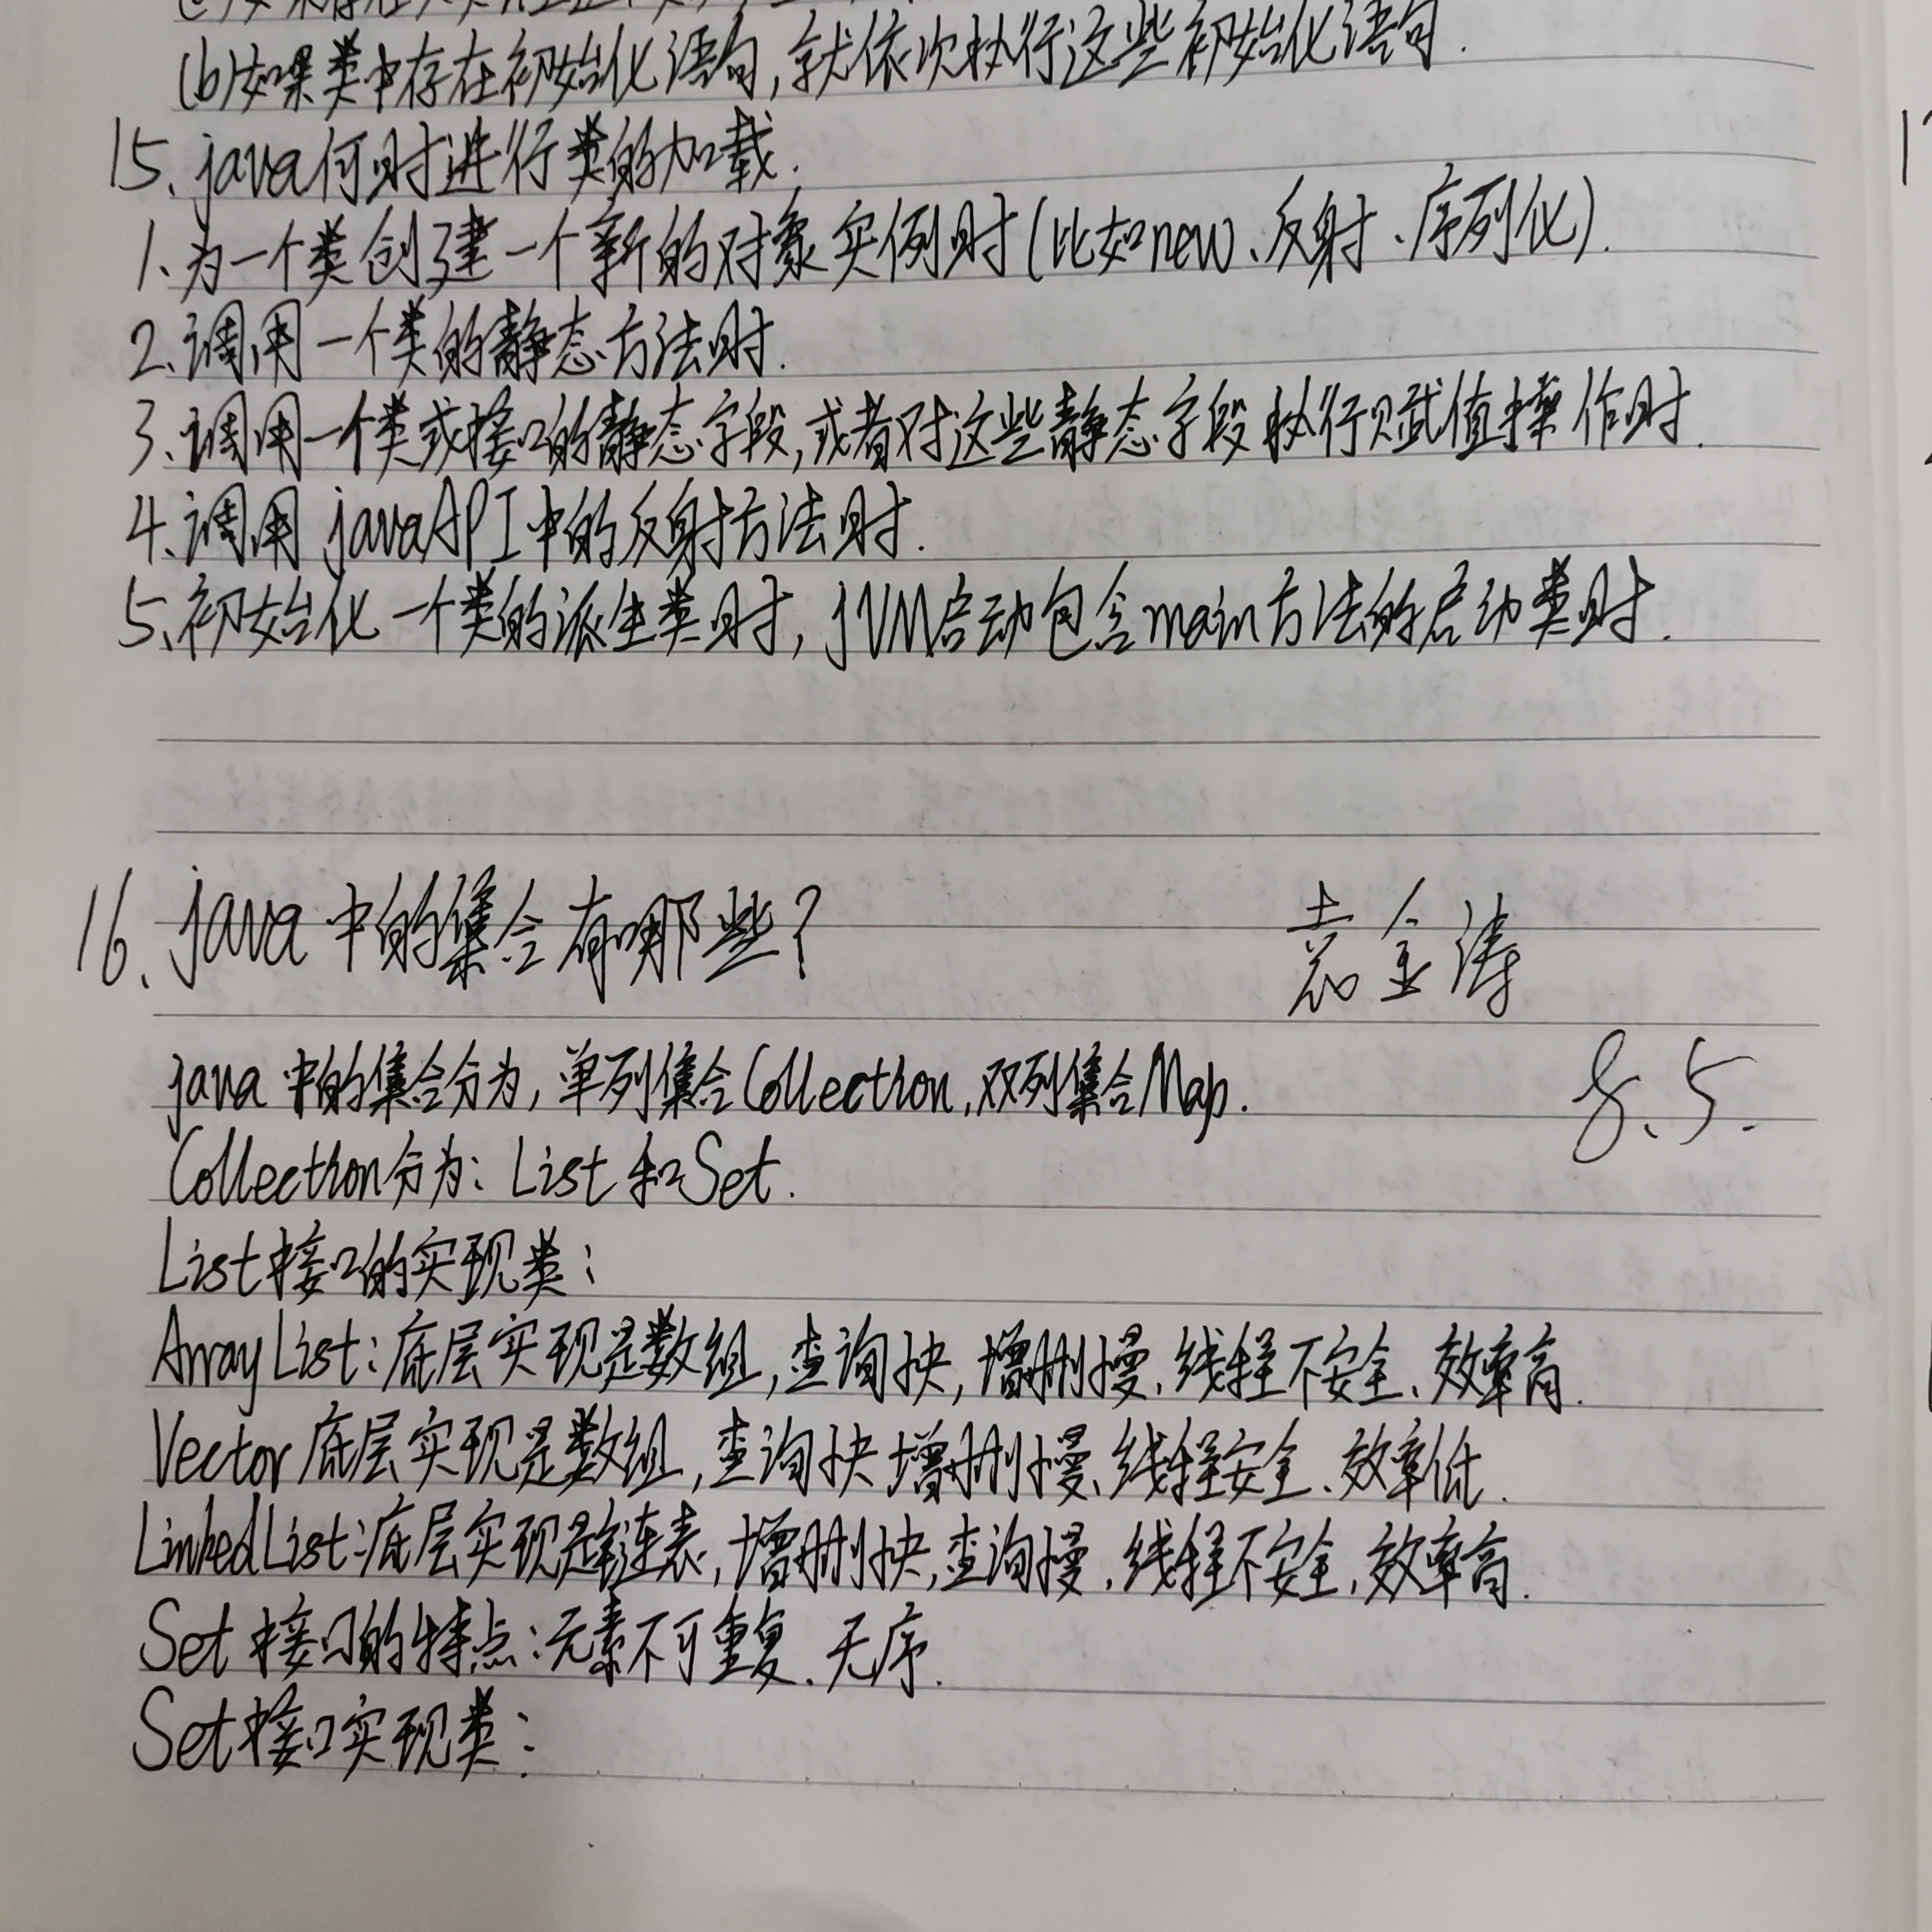 (b)如果类中存在初始化语句,就依次执行这些初始化语句.
15、java何时进行类的加载.
1、为一个类创建一个新的对象实例时(比如new、反射、序列化).
2、调用一个类的静态方法时.
3、调用一个类或接口的静态字段,或者对这些静态字段执行赋值操作时.
4、调用javaAPI中的反射方法时.
5、初始化一个类的派生类时,JVM启动包含main方法的启动类时.
16、java中的集合有哪些?
袁金涛
java中的集合分为,单列集合Collection,双列集合Map.
8.5.
Collection分为:List和Set.
List接口的实现类:
ArrayList:底层实现是数组,查询快,增删慢,线程不安全、效率高.
Vector底层实现是数组,查询快增删慢、线程安全、效率低.
LinkedList:底层实现是链表,增删快,查询慢,线程不安全,效率高.
Set接口的特点:元素不可重复、无序.
Set接口实现类: